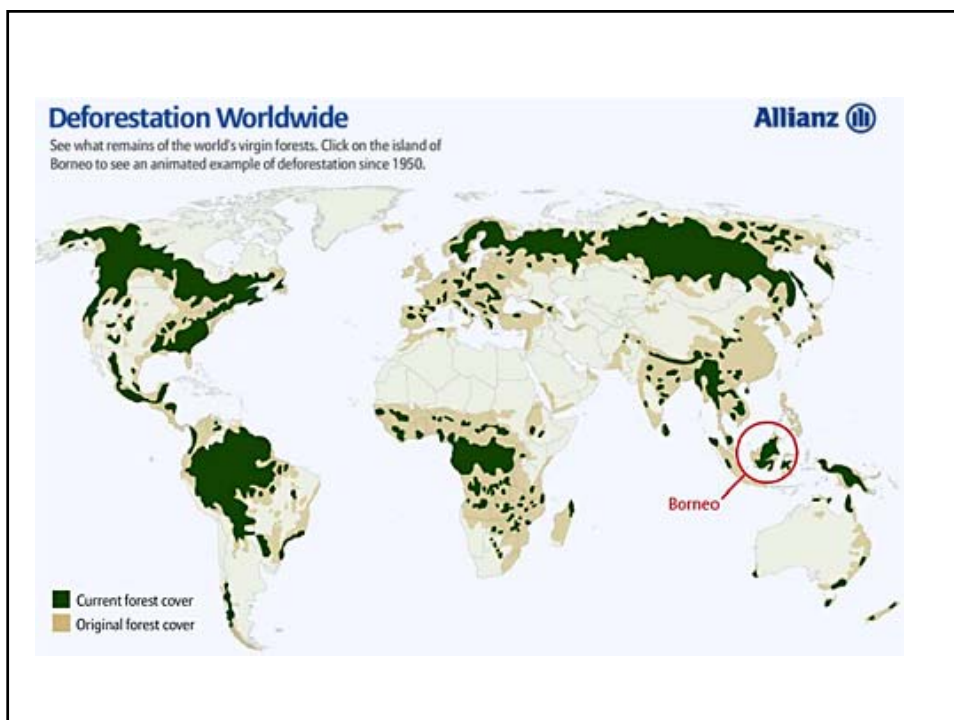 Deforestation Worldwide
Allianz
See what remains of the world's virgin forests. Click on the island of
Borneo to see an animated example of deforestation since 1950.
Borneo
Current forest cover
Original forest cover